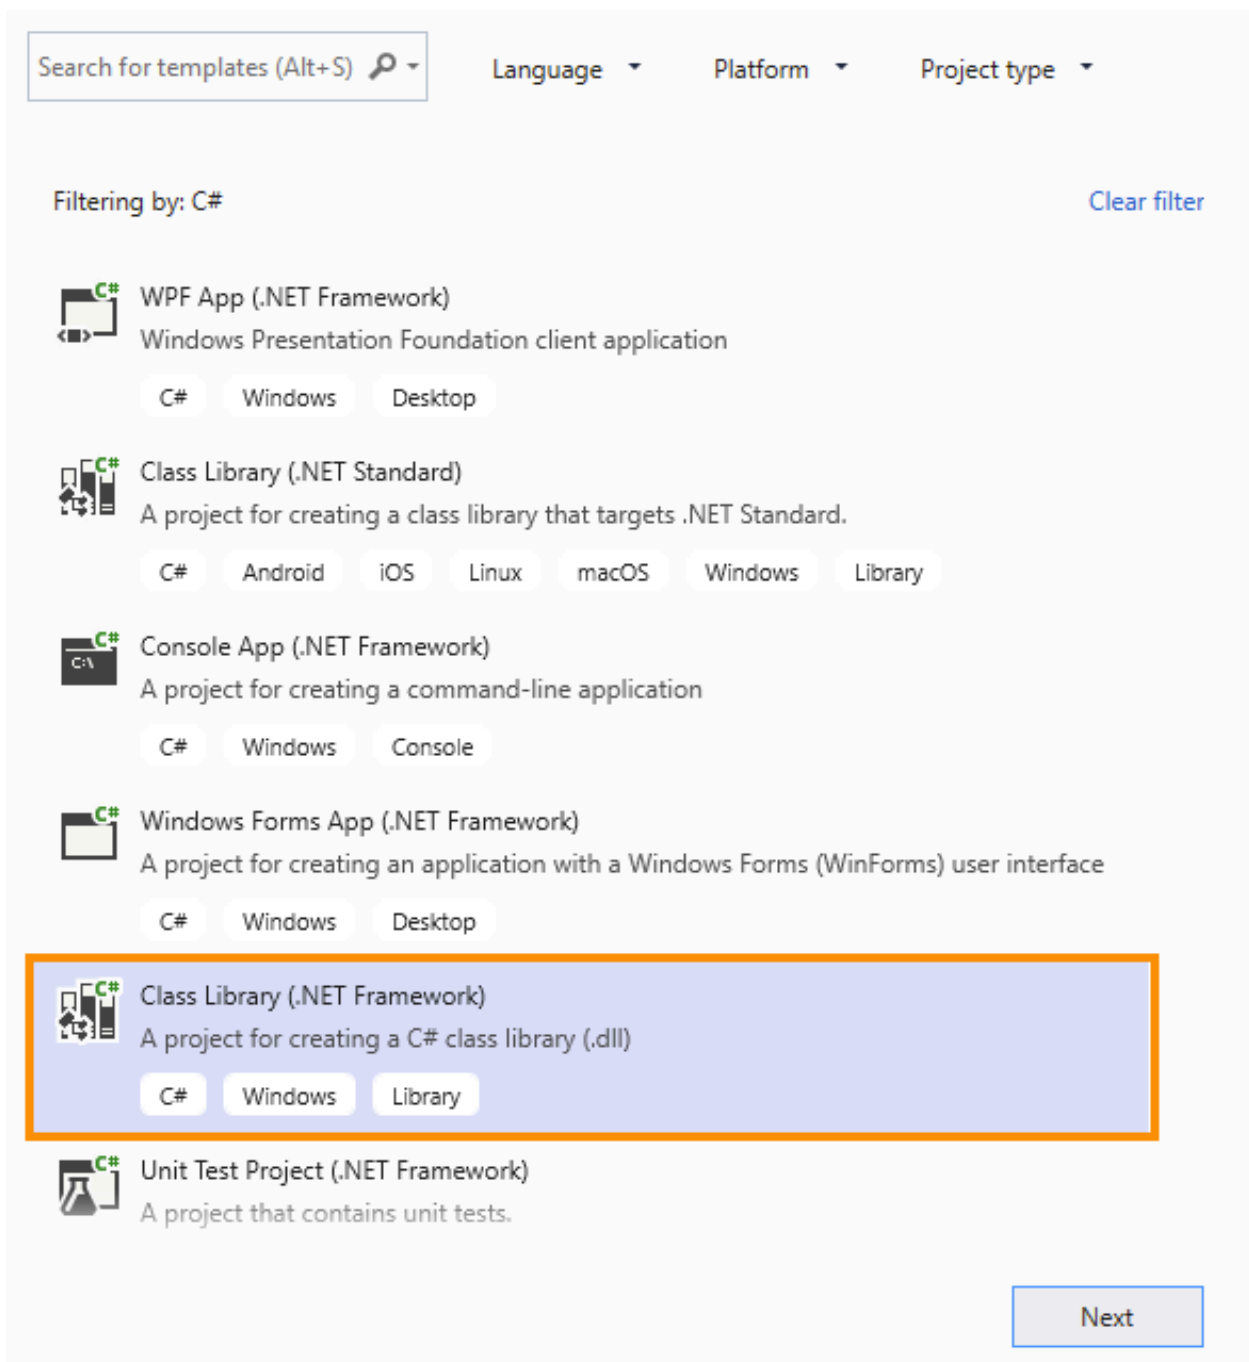 Search for templates (Alt+S)
Language
Platform
Project type
Filtering by: C#
Clear filter
C#
WPF App (.NET Framework)
Windows Presentation Foundation client application
C# Windows Desktop
C#
Class Library (.NET Standard)
A project for creating a class library that targets .NET Standard.
C# Android iOS Linux macOS Windows Library
C#
C:\
Console App (.NET Framework)
A project for creating a command-line application
C# Windows Console
C#
Windows Forms App (.NET Framework)
A project for creating an application with a Windows Forms (WinForms) user interface
C# Windows Desktop
C#
Class Library (.NET Framework)
A project for creating a C# class library (.dll)
C# Windows Library
C#
Unit Test Project (.NET Framework)
A project that contains unit tests.
Next